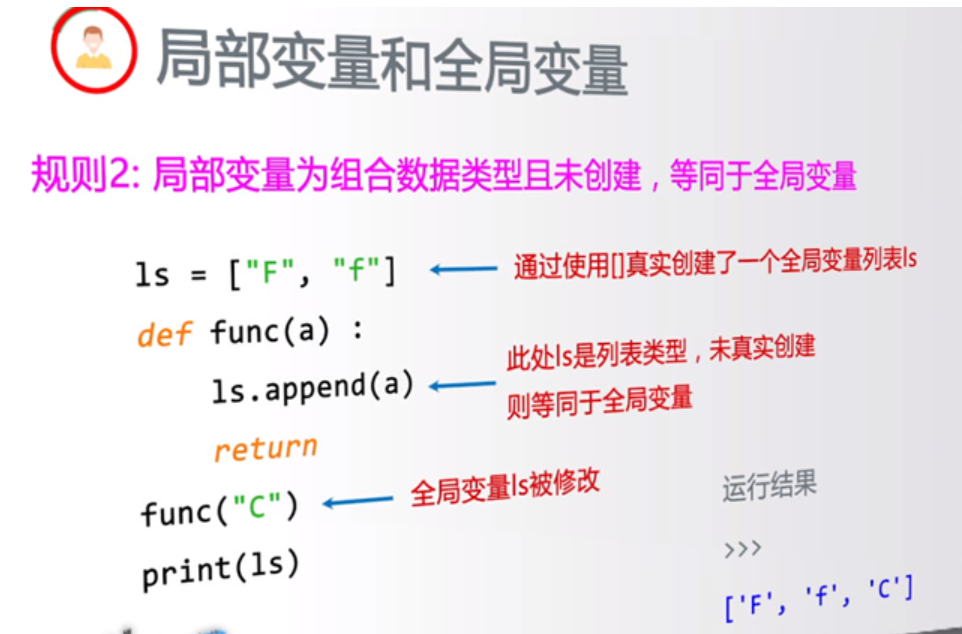 局部变量和全局变量
规则2: 局部变量为组合数据类型且未创建，等同于全局变量
ls = ["F", "f"] 通过使用[]真实创建了一个全局变量列表ls
def func(a) :
ls.append(a) 此处ls是列表类型，未真实创建
则等同于全局变量
return
func("C") 全局变量ls被修改
print(ls)
运行结果
>>>
['F', 'f', 'C']